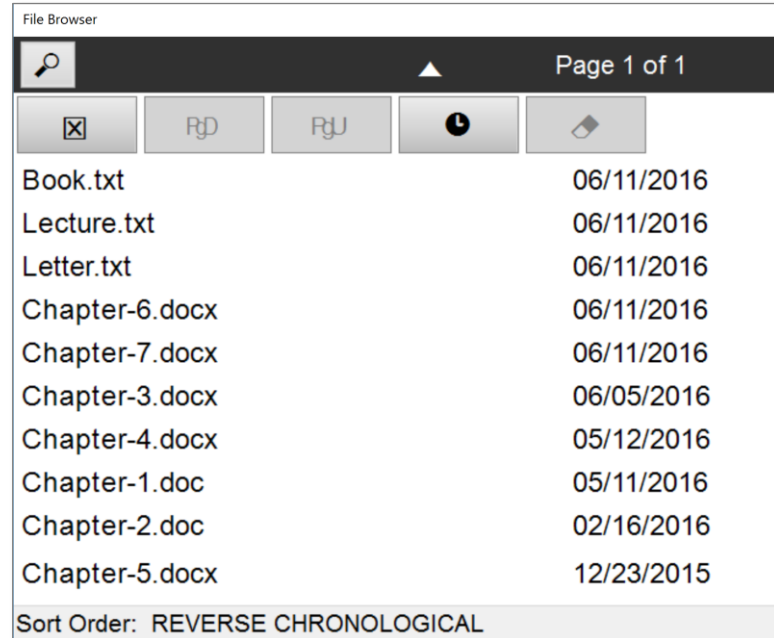 File Browser
Page 1 of 1
PgD PgU
Book.txt 06/11/2016
Lecture.txt 06/11/2016
Letter.txt 06/11/2016
Chapter-6.docx 06/11/2016
Chapter-7.docx 06/11/2016
Chapter-3.docx 06/05/2016
Chapter-4.docx 05/12/2016
Chapter-1.doc 05/11/2016
Chapter-2.doc 02/16/2016
Chapter-5.docx 12/23/2015
Sort Order: REVERSE CHRONOLOGICAL